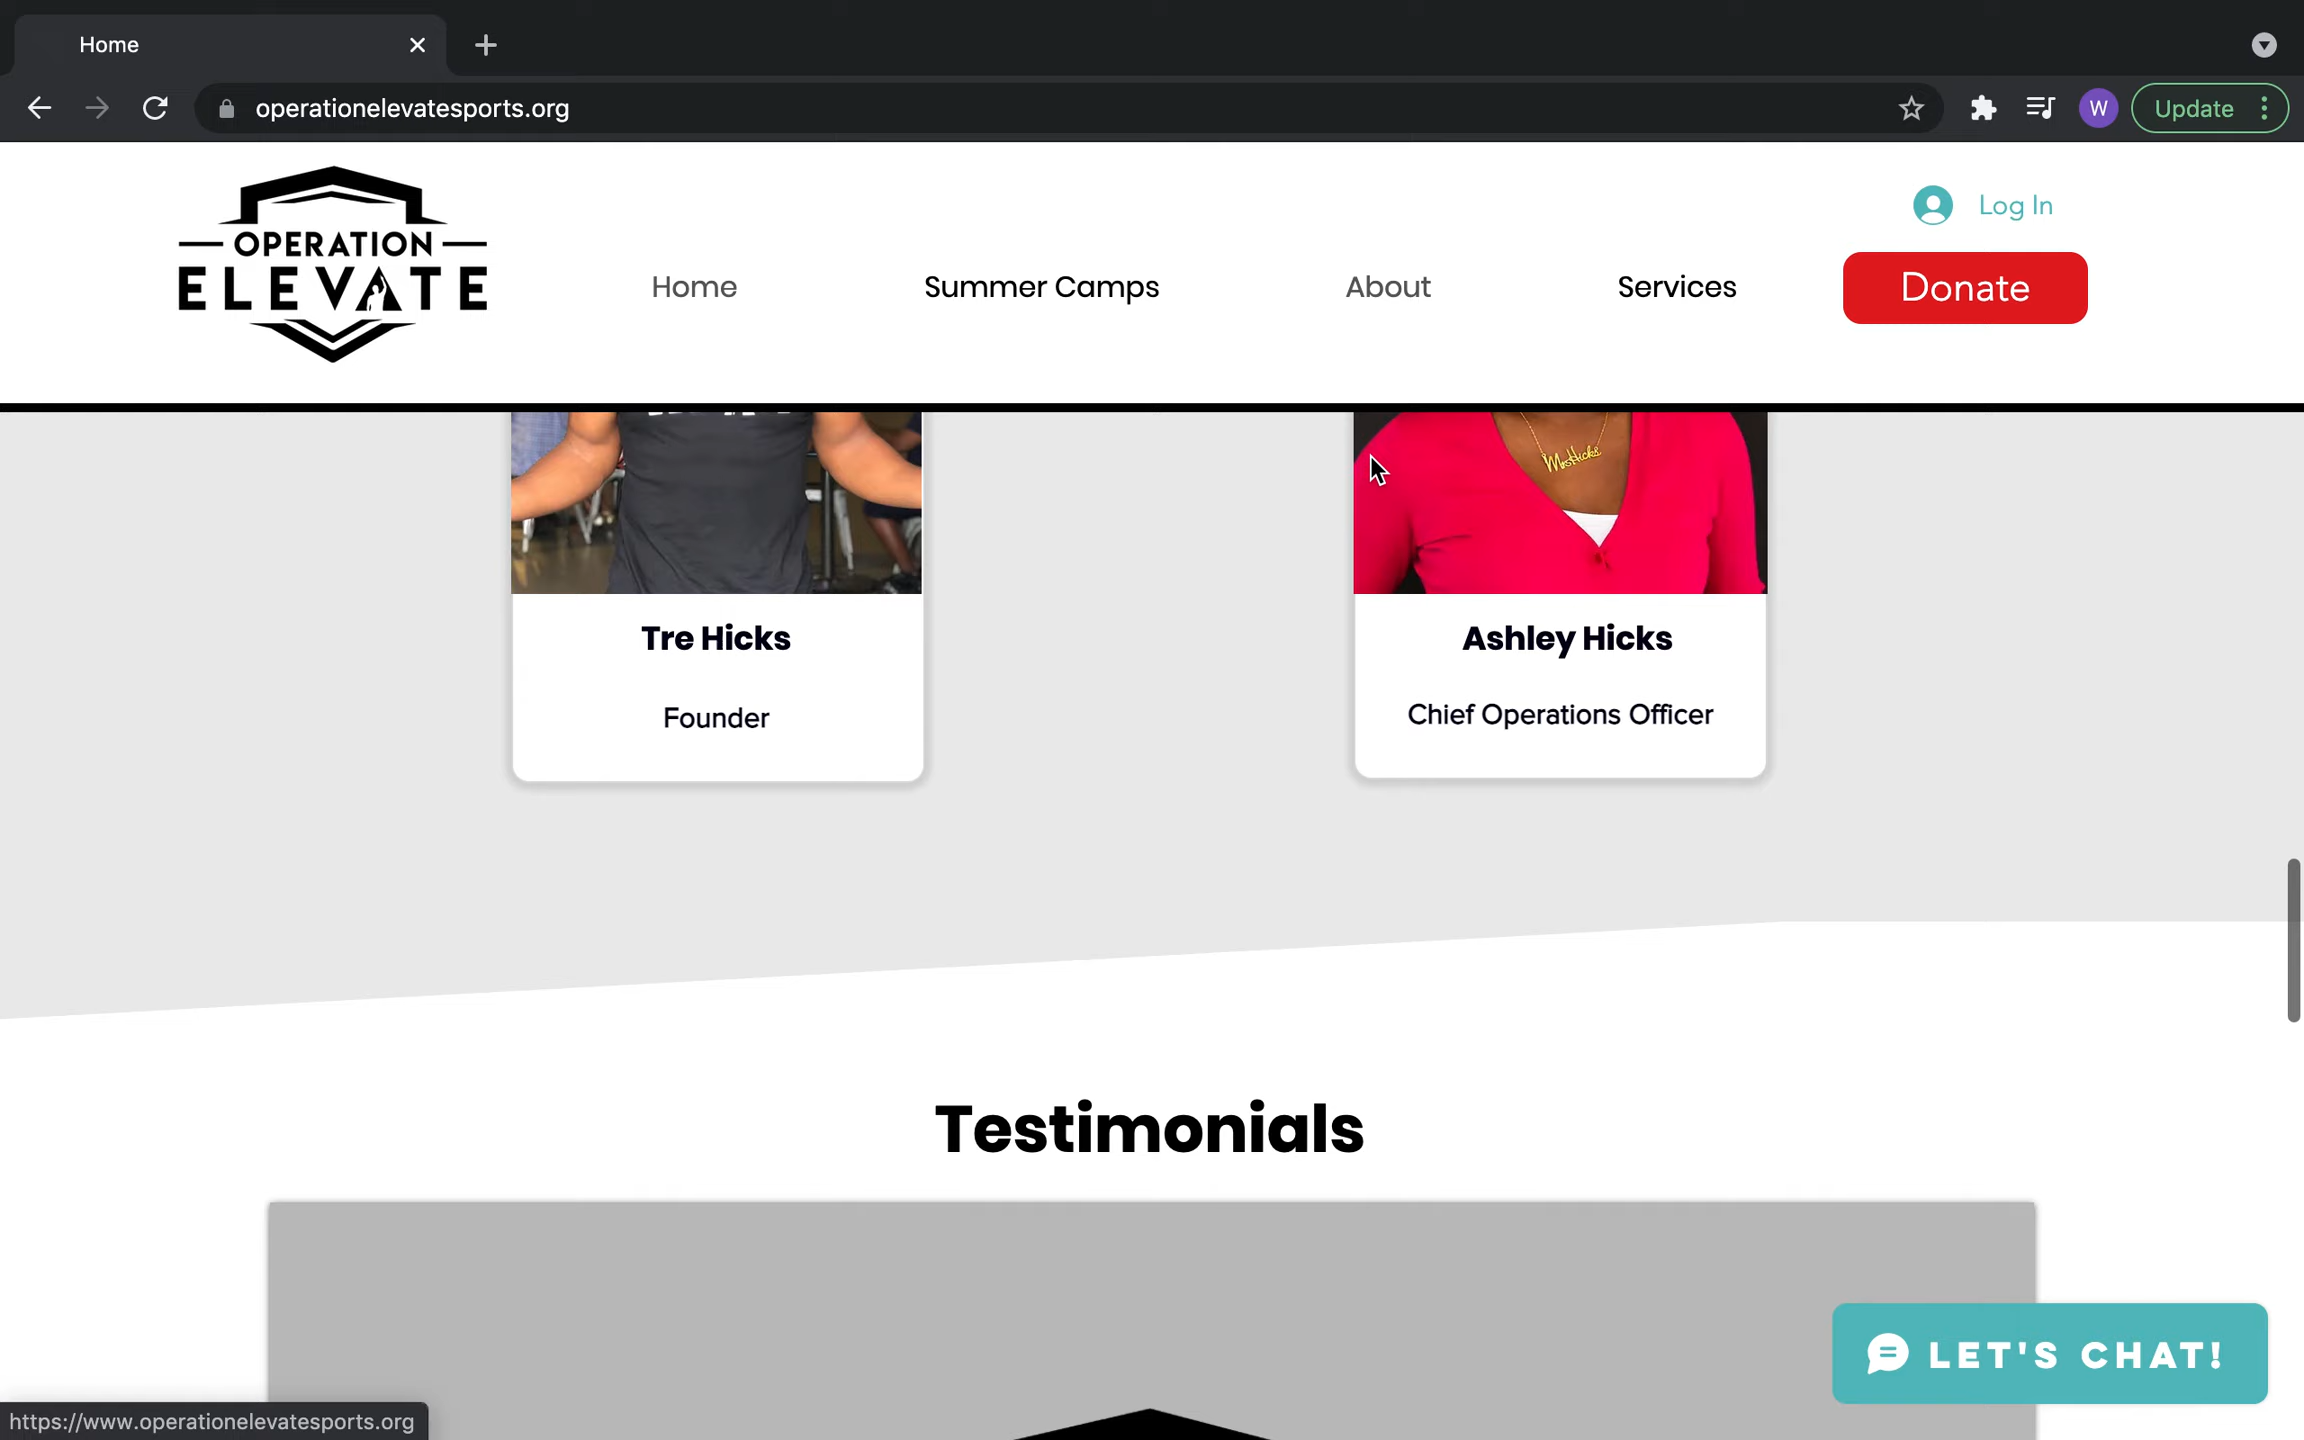 Home
operationelevatesports.org
W
Update
OPERATION
ELEVATE
Log In
Home
Summer Camps
About
Services
Donate
MrsHicks
Tre Hicks
Ashley Hicks
Founder
Chief Operations Officer
Testimonials
LET'S CHAT!
https://www.operationelevatesports.org